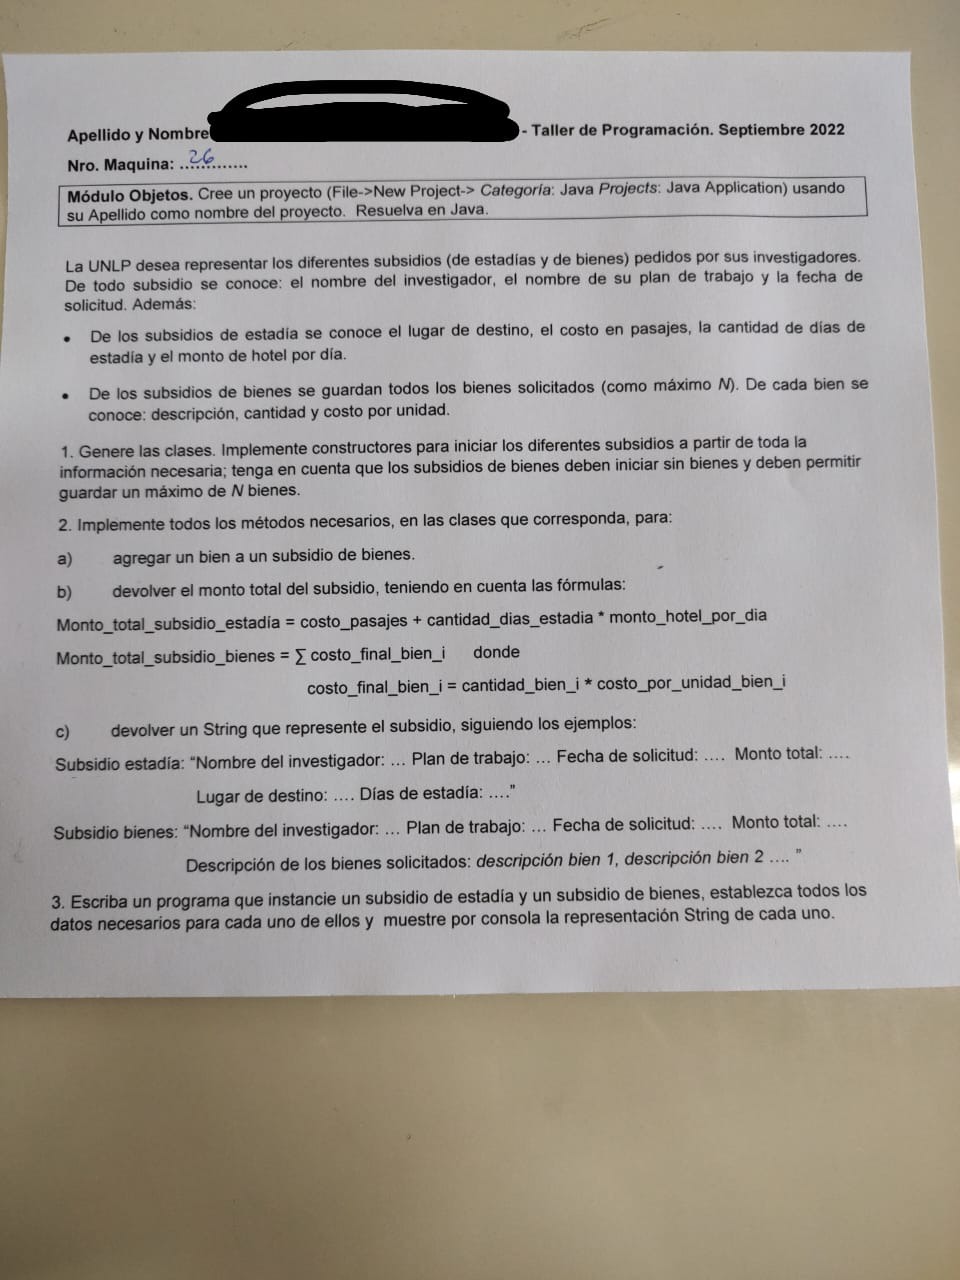 Apellido y Nombre - Taller de Programación. Septiembre 2022
Nro. Maquina: ..26..........
Módulo Objetos. Cree un proyecto (File->New Project-> Categoría: Java Projects: Java Application) usando
su Apellido como nombre del proyecto. Resuelva en Java.
La UNLP desea representar los diferentes subsidios (de estadías y de bienes) pedidos por sus investigadores.
De todo subsidio se conoce: el nombre del investigador, el nombre de su plan de trabajo y la fecha de
solicitud. Además:
• De los subsidios de estadía se conoce el lugar de destino, el costo en pasajes, la cantidad de días de
estadía y el monto de hotel por día.
• De los subsidios de bienes se guardan todos los bienes solicitados (como máximo N). De cada bien se
conoce: descripción, cantidad y costo por unidad.
1. Genere las clases. Implemente constructores para iniciar los diferentes subsidios a partir de toda la
información necesaria; tenga en cuenta que los subsidios de bienes deben iniciar sin bienes y deben permitir
guardar un máximo de N bienes.
2. Implemente todos los métodos necesarios, en las clases que corresponda, para:
a) agregar un bien a un subsidio de bienes.
b) devolver el monto total del subsidio, teniendo en cuenta las fórmulas:
Monto_total_subsidio_estadía = costo_pasajes + cantidad_dias_estadia * monto_hotel_por_dia
Monto_total_subsidio_bienes = ∑ costo_final_bien_i donde
costo_final_bien_i = cantidad_bien_i * costo_por_unidad_bien_i
c) devolver un String que represente el subsidio, siguiendo los ejemplos:
Subsidio estadía: “Nombre del investigador: ... Plan de trabajo: ... Fecha de solicitud: .... Monto total: ....
Lugar de destino: .... Días de estadía: ....”
Subsidio bienes: “Nombre del investigador: ... Plan de trabajo: ... Fecha de solicitud: .... Monto total: ....
Descripción de los bienes solicitados: descripción bien 1, descripción bien 2 .... ”
3. Escriba un programa que instancie un subsidio de estadía y un subsidio de bienes, establezca todos los
datos necesarios para cada uno de ellos y muestre por consola la representación String de cada uno.